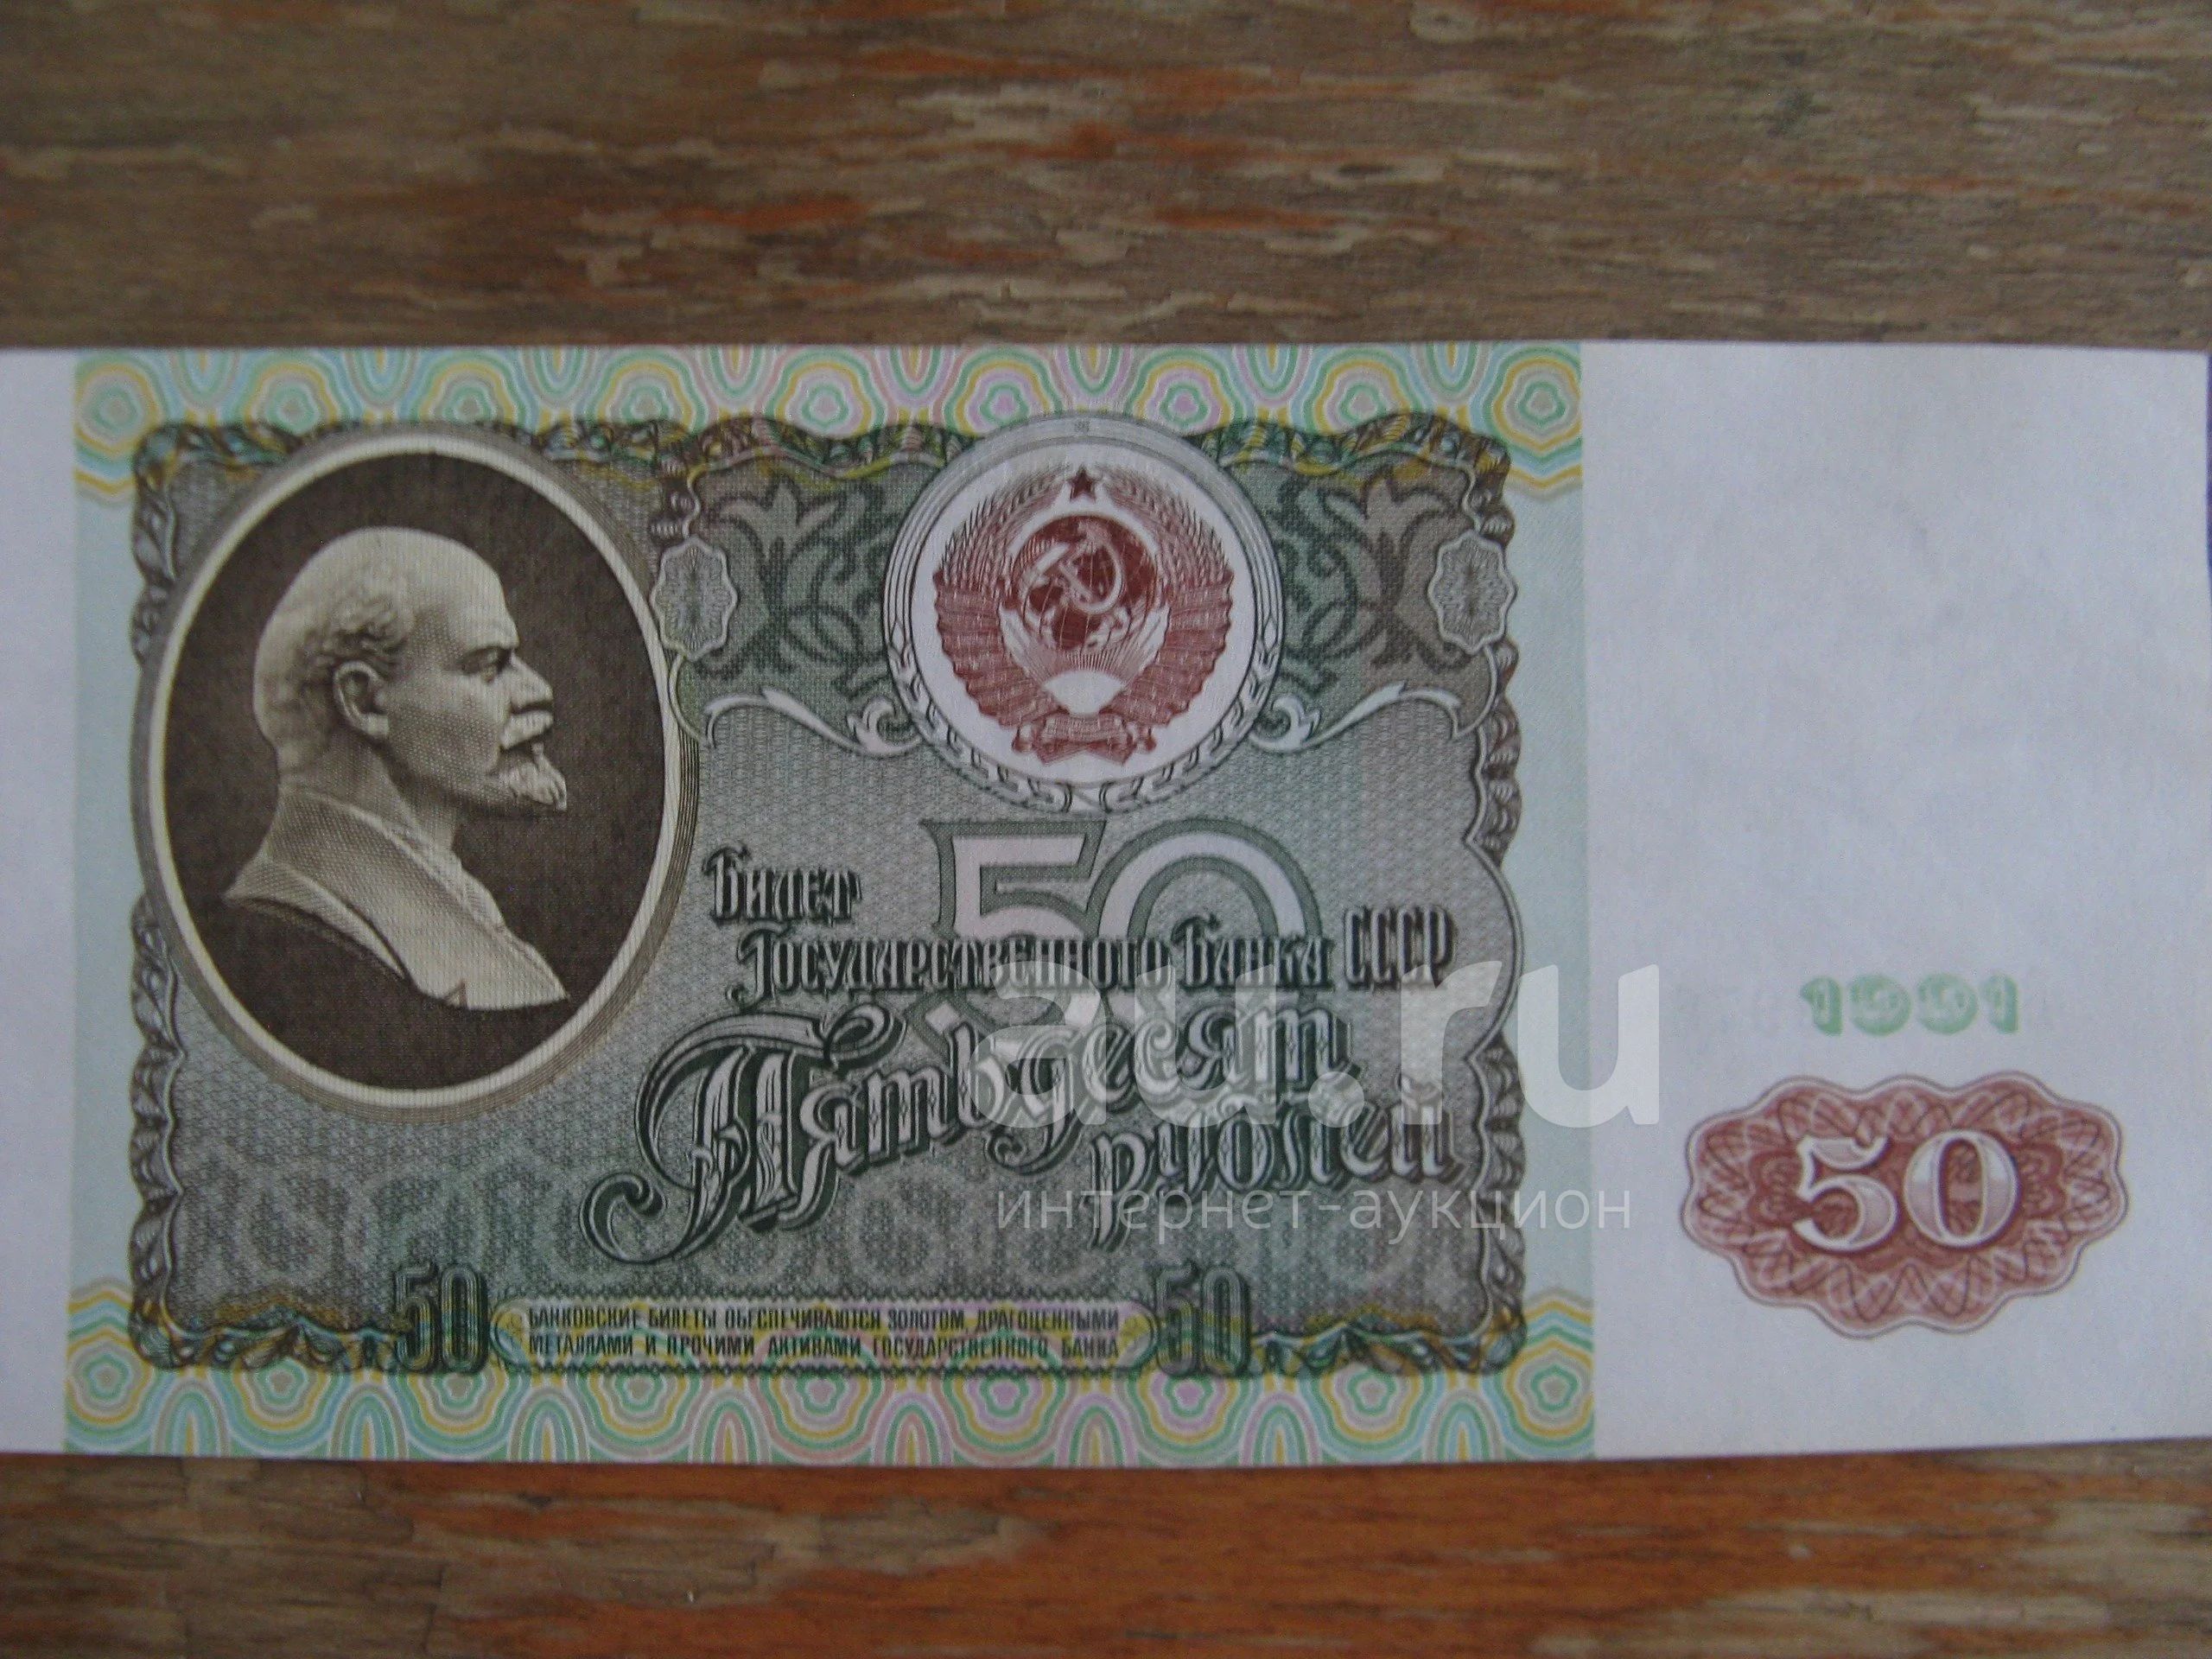 50
Билет
Государственного Банка СССР
Пятьдесят
рублей
1991
50
50
БАНКОВСКИЕ БИЛЕТЫ ОБЕСПЕЧИВАЮТСЯ ЗОЛОТОМ, ДРАГОЦЕННЫМИ
МЕТАЛЛАМИ И ПРОЧИМИ АКТИВАМИ ГОСУДАРСТВЕННОГО БАНКА
50
au.ru
интернет-аукцион